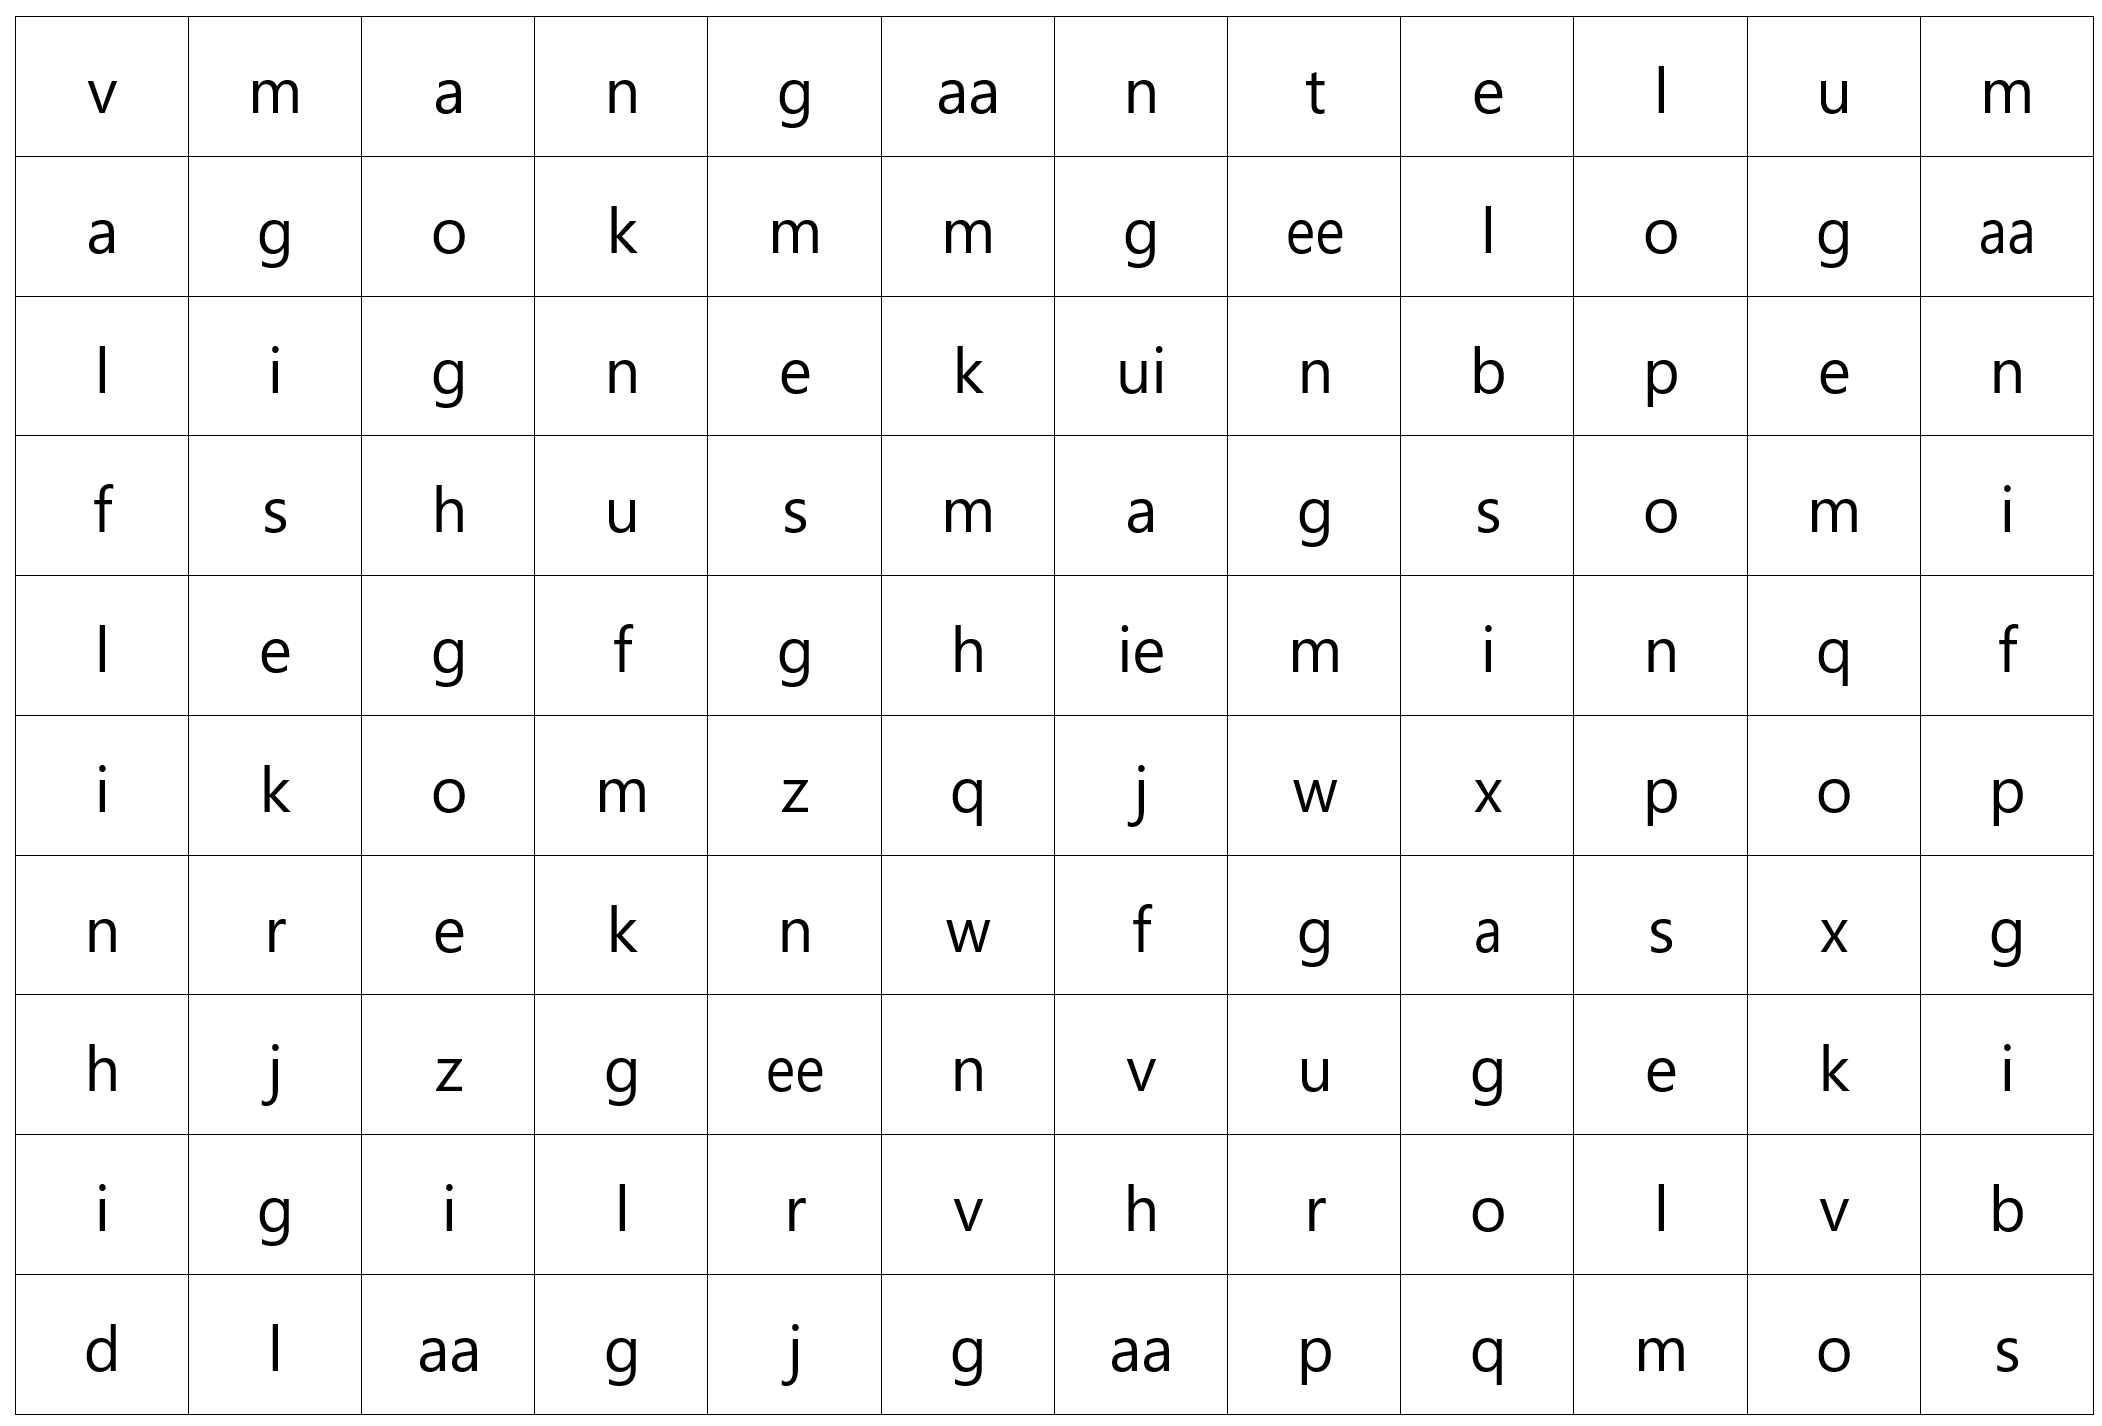 v m a n g aa n t e l u m
a g o k m m g ee l o g aa
l i g n e k ui n b p e n
f s h u s m a g s o m i
l e g f g h ie m i n q f
i k o m z q j w x p o p
n r e k n w f g a s x g
h j z g ee n v u g e k i
i g i l r v h r o l v b
d l aa g j g aa p q m o s